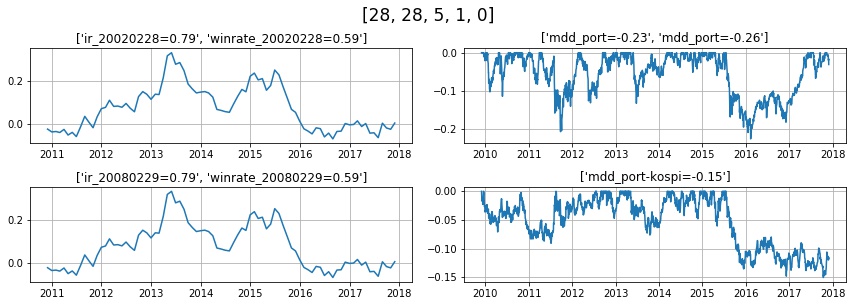 [28, 28, 5, 1, 0]
['ir_20020228=0.79', 'winrate_20020228=0.59']
0.2
0.0
2011 2012 2013 2014 2015 2016 2017 2018
['mdd_port=-0.23', 'mdd_port=-0.26']
0.0
−0.1
−0.2
2010 2011 2012 2013 2014 2015 2016 2017 2018
['ir_20080229=0.79', 'winrate_20080229=0.59']
0.2
0.0
2011 2012 2013 2014 2015 2016 2017 2018
['mdd_port-kospi=-0.15']
0.00
−0.05
−0.10
−0.15
2010 2011 2012 2013 2014 2015 2016 2017 2018